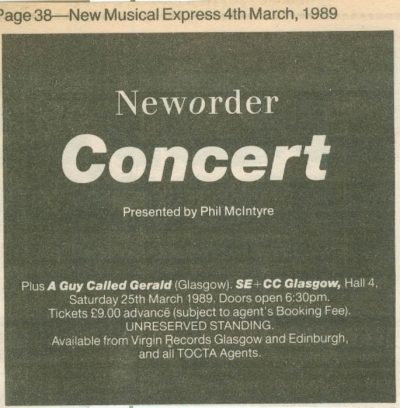 Page 38—New Musical Express 4th March, 1989
Neworder
Concert
Presented by Phil McIntyre
Plus A Guy Called Gerald (Glasgow). SE+CC Glasgow, Hall 4,
Saturday 25th March 1989. Doors open 6:30pm.
Tickets £9.00 advance (subject to agent's Booking Fee).
UNRESERVED STANDING.
Available from Virgin Records Glasgow and Edinburgh,
and all TOCTA Agents.